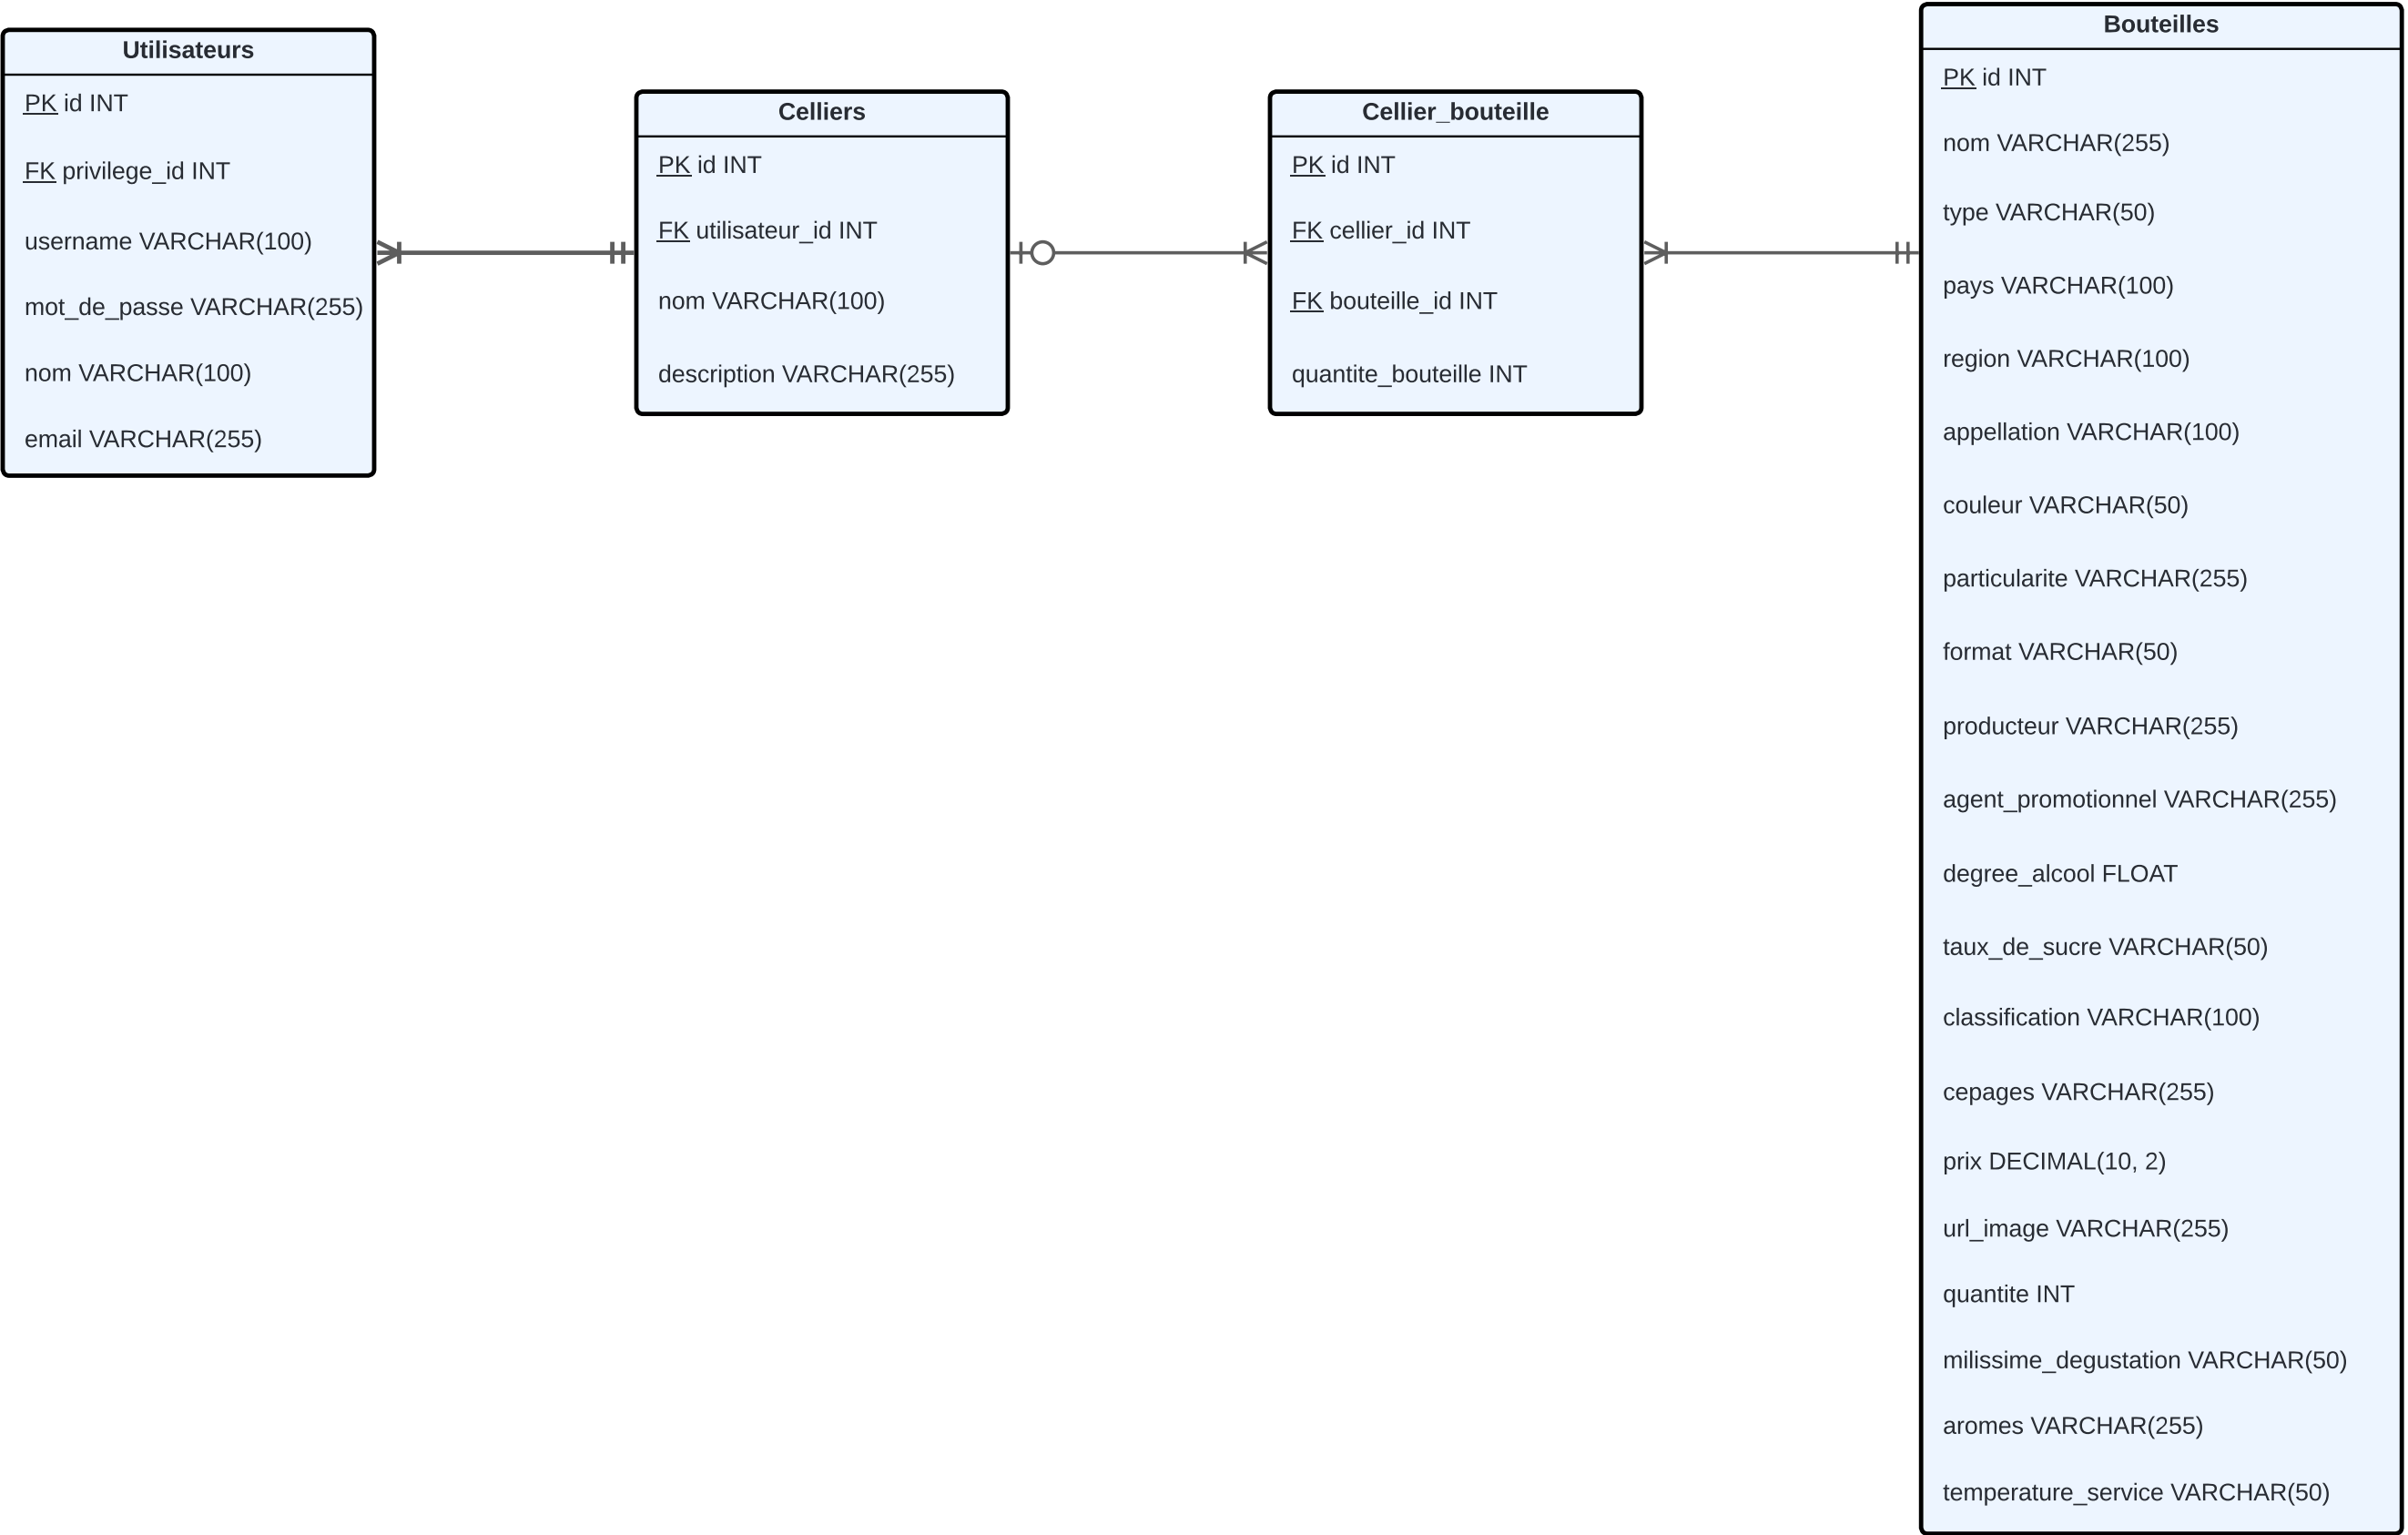 Utilisateurs
PK id INT
FK privilege_id INT
username VARCHAR(100)
mot_de_passe VARCHAR(255)
nom VARCHAR(100)
email VARCHAR(255)
Celliers
PK id INT
FK utilisateur_id INT
nom VARCHAR(100)
description VARCHAR(255)
Cellier_bouteille
PK id INT
FK cellier_id INT
FK bouteille_id INT
quantite_bouteille INT
Bouteilles
PK id INT
nom VARCHAR(255)
type VARCHAR(50)
pays VARCHAR(100)
region VARCHAR(100)
appellation VARCHAR(100)
couleur VARCHAR(50)
particularite VARCHAR(255)
format VARCHAR(50)
producteur VARCHAR(255)
agent_promotionnel VARCHAR(255)
degree_alcool FLOAT
taux_de_sucre VARCHAR(50)
classification VARCHAR(100)
cepages VARCHAR(255)
prix DECIMAL(10, 2)
url_image VARCHAR(255)
quantite INT
milissime_degustation VARCHAR(50)
aromes VARCHAR(255)
temperature_service VARCHAR(50)